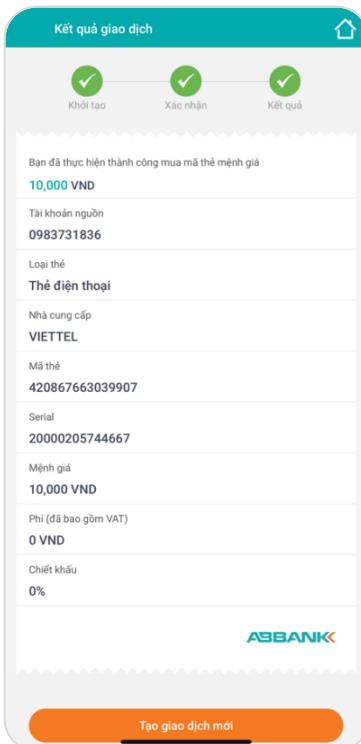 Kết quả giao dịch
Khởi tạo
Xác nhận
Kết quả
Bạn đã thực hiện thành công mua mã thẻ mệnh giá
10,000 VND
Tài khoản nguồn
0983731836
Loại thẻ
Thẻ điện thoại
Nhà cung cấp
VIETTEL
Mã thẻ
420867663039907
Serial
20000205744667
Mệnh giá
10,000 VND
Phí (đã bao gồm VAT)
0 VND
Chiết khấu
0%
ABBANK
Tạo giao dịch mới